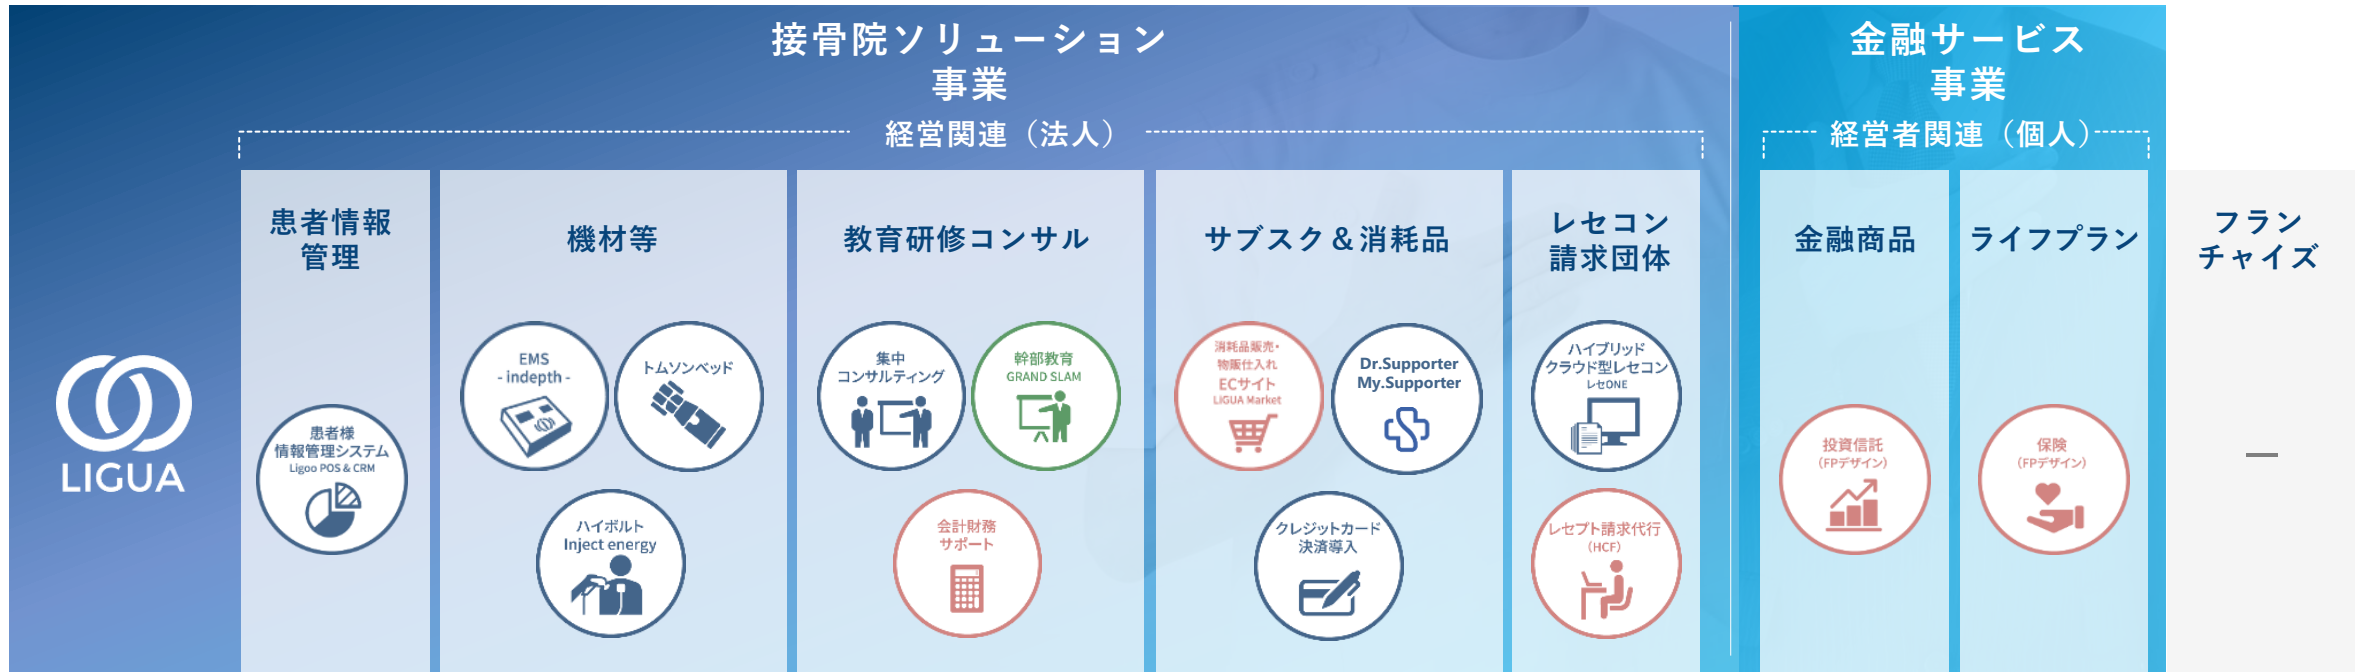 接骨院ソリューション
事業
経営関連（法人）
金融サービス
事業
経営者関連（個人）
LIGUA
患者情報
管理
患者様
情報管理システム
Ligoo POS & CRM
機材等
EMS
- indepth -
トムソンベッド
ハイボルト
Inject energy
教育研修コンサル
集中
コンサルティング
幹部教育
GRAND SLAM
会計財務
サポート
サブスク＆消耗品
消耗品販売・
物販仕入れ
ECサイト
LiGUA Market
Dr.Supporter
My.Supporter
クレジットカード
決済導入
レセコン
請求団体
ハイブリッド
クラウド型レセコン
レセONE
レセプト請求代行
（HCF）
金融商品
投資信託
（FPデザイン）
ライフプラン
保険
（FPデザイン）
フラン
チャイズ
—